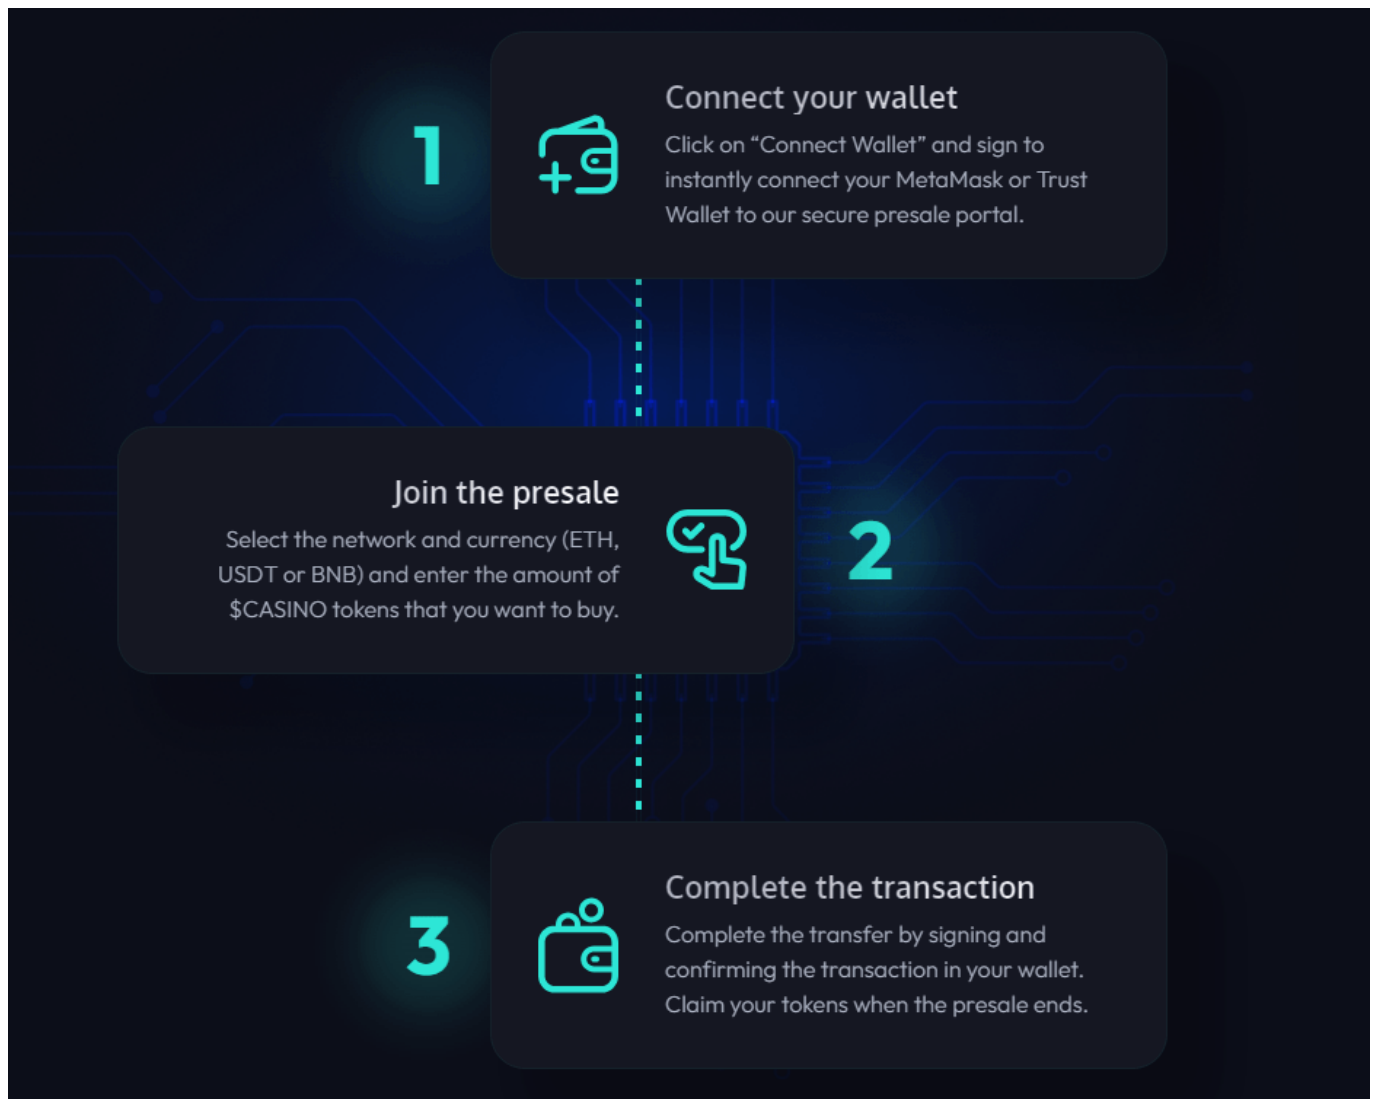 1
Connect your wallet
Click on “Connect Wallet” and sign to
instantly connect your MetaMask or Trust
Wallet to our secure presale portal.
Join the presale
Select the network and currency (ETH,
USDT or BNB) and enter the amount of
$CASINO tokens that you want to buy.
2
3
Complete the transaction
Complete the transfer by signing and
confirming the transaction in your wallet.
Claim your tokens when the presale ends.